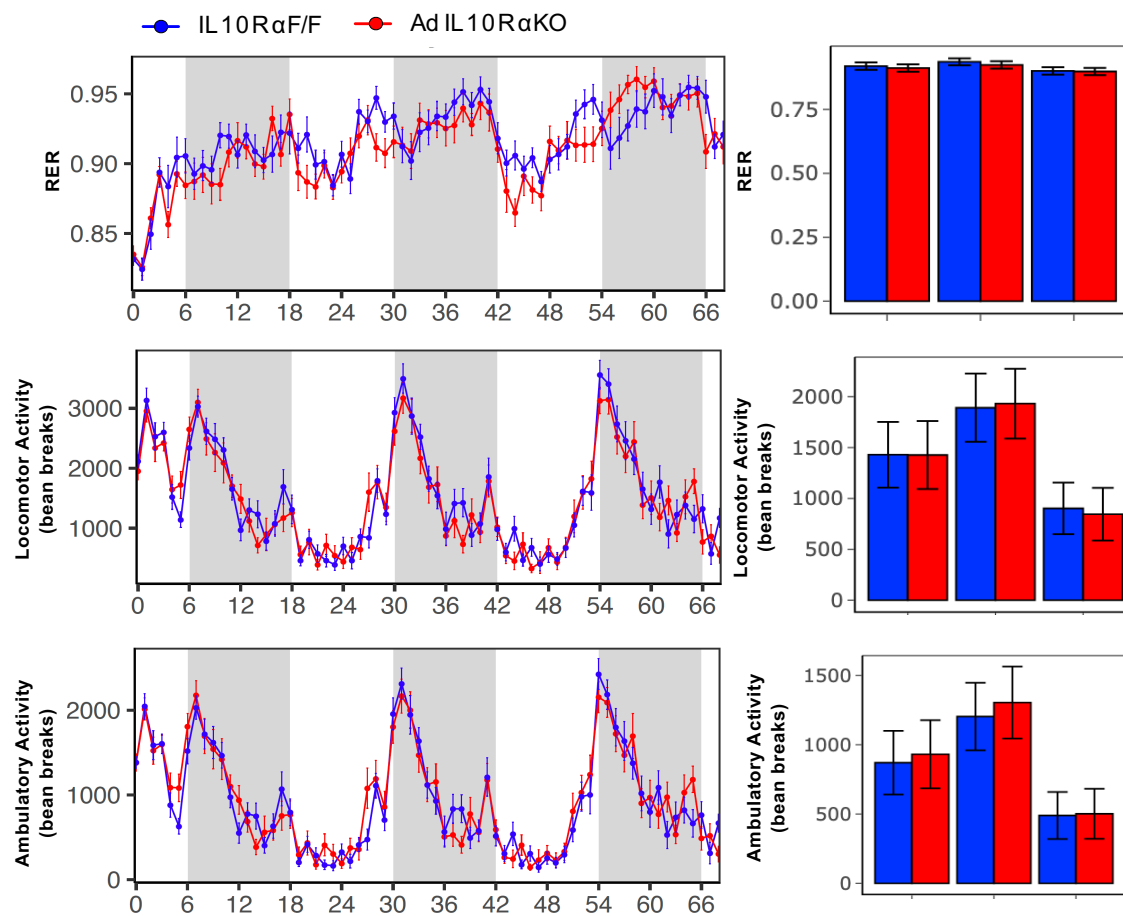 IL10RαF/F Ad IL10RαKO
RER
0.95
0.90
0.85
0 6 12 18 24 30 36 42 48 54 60 66
RER
0.75
0.50
0.25
0.00
Locomotor Activity
(bean breaks)
3000
2000
1000
0 6 12 18 24 30 36 42 48 54 60 66
Locomotor Activity
(bean breaks)
2000
1500
1000
500
0
Ambulatory Activity
(bean breaks)
2000
1000
0
0 6 12 18 24 30 36 42 48 54 60 66
Ambulatory Activity
(bean breaks)
1500
1000
500
0